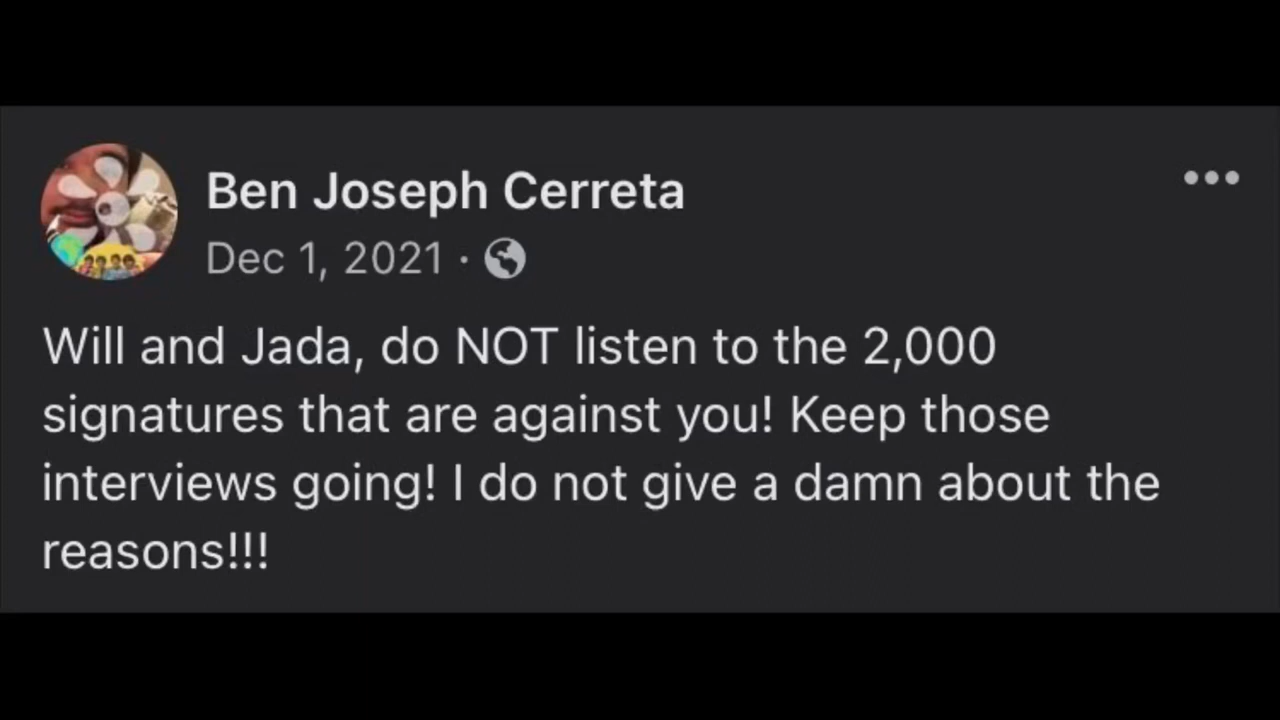 Ben Joseph Cerreta
Dec 1, 2021 ·
Will and Jada, do NOT listen to the 2,000
signatures that are against you! Keep those
interviews going! I do not give a damn about the
reasons!!!